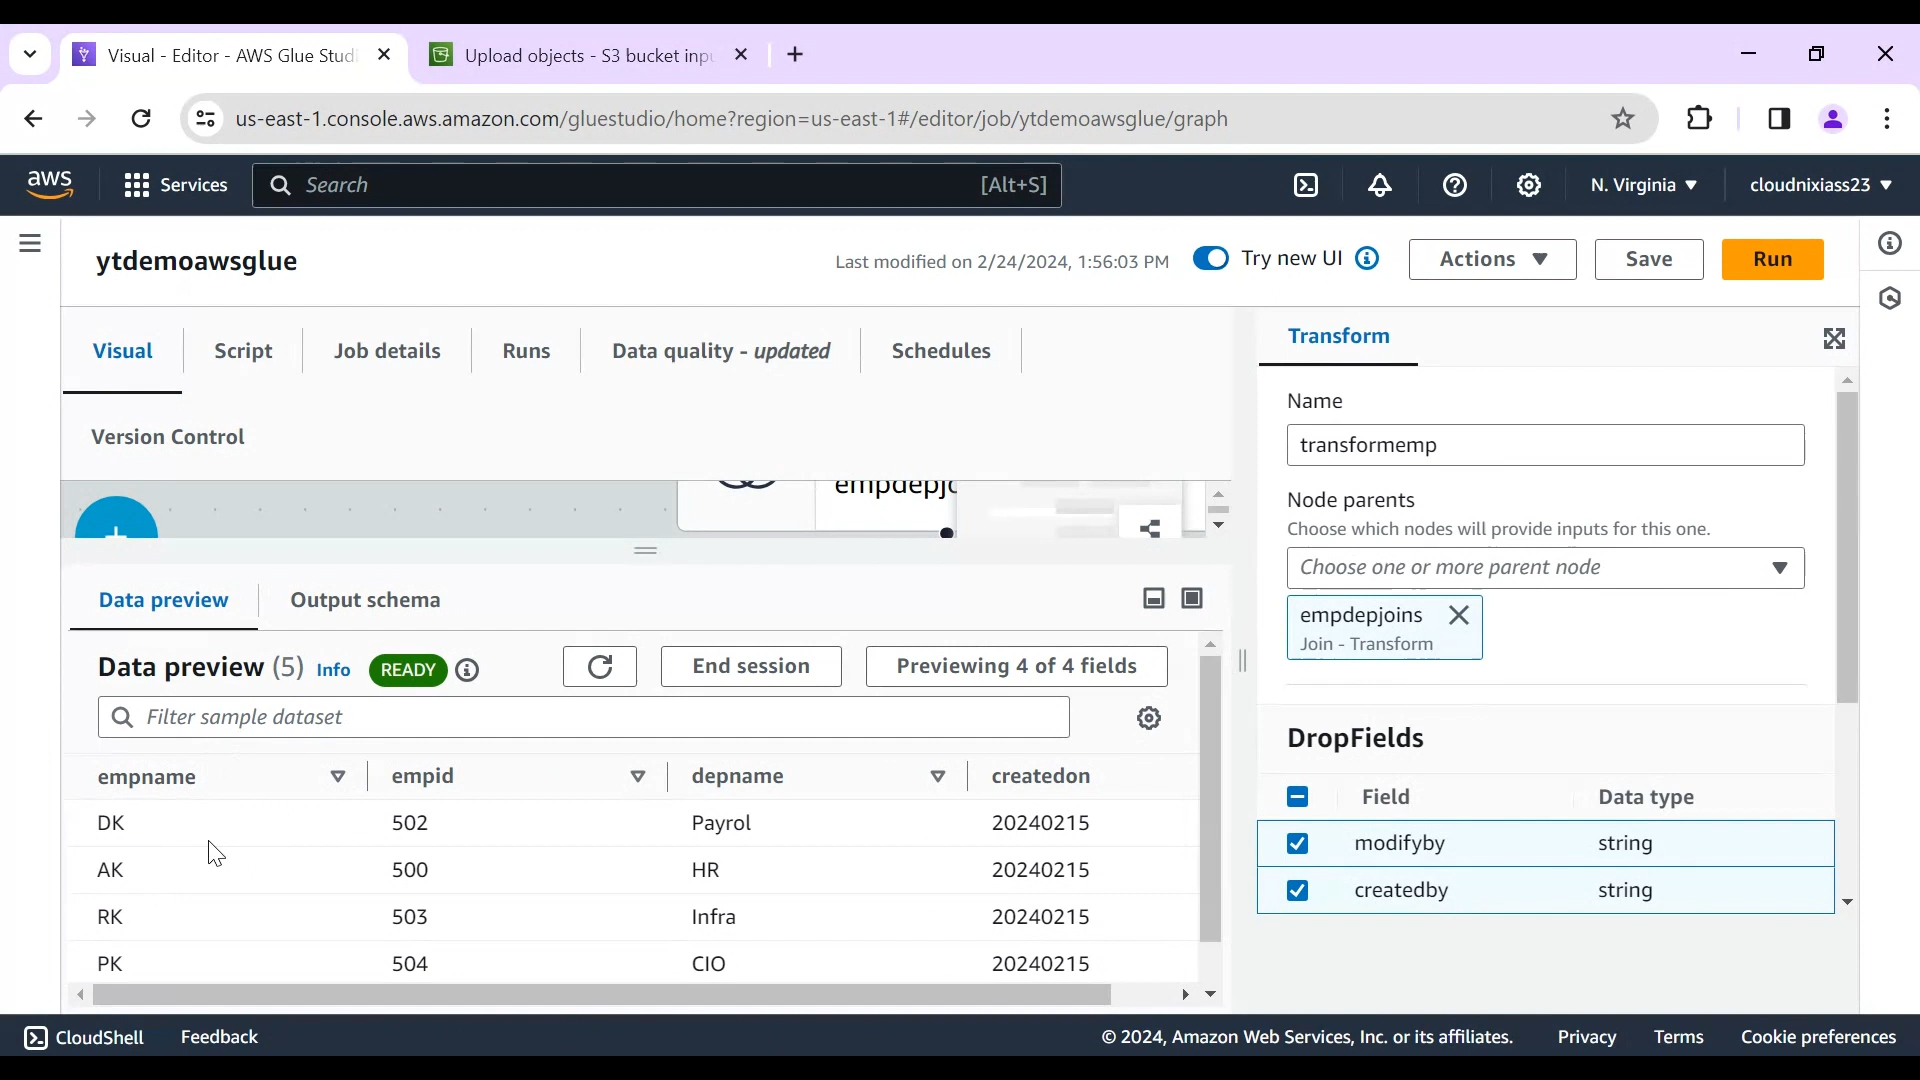 Visual - Editor - AWS Glue Studi
Upload objects - S3 bucket inpu
us-east-1.console.aws.amazon.com/gluestudio/home?region=us-east-1#/editor/job/ytdemoawsglue/graph
aws
Services
Search
[Alt+S]
N. Virginia
cloudnixiass23
ytdemoawsglue
Last modified on 2/24/2024, 1:56:03 PM
Try new UI
Actions
Save
Run
Visual
Script
Job details
Runs
Data quality - updated
Schedules
Version Control
empdepjo
Data preview
Output schema
Data preview (5) Info READY
End session
Previewing 4 of 4 fields
Filter sample dataset
empname empid depname createdon
DK 502 Payrol 20240215
AK 500 HR 20240215
RK 503 Infra 20240215
PK 504 CIO 20240215
Transform
Name
transformemp
Node parents
Choose which nodes will provide inputs for this one.
Choose one or more parent node
empdepjoins
Join - Transform
DropFields
Field Data type
modifyby string
createdby string
CloudShell
Feedback
© 2024, Amazon Web Services, Inc. or its affiliates.
Privacy
Terms
Cookie preferences